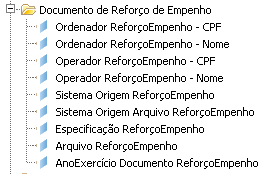 Documento de Reforço de Empenho
Ordenador ReforçoEmpenho - CPF
Ordenador ReforçoEmpenho - Nome
Operador ReforçoEmpenho - CPF
Operador ReforçoEmpenho - Nome
Sistema Origem ReforçoEmpenho
Sistema Origem Arquivo ReforçoEmpenho
Especificação ReforçoEmpenho
Arquivo ReforçoEmpenho
AnoExercício Documento ReforçoEmpenho